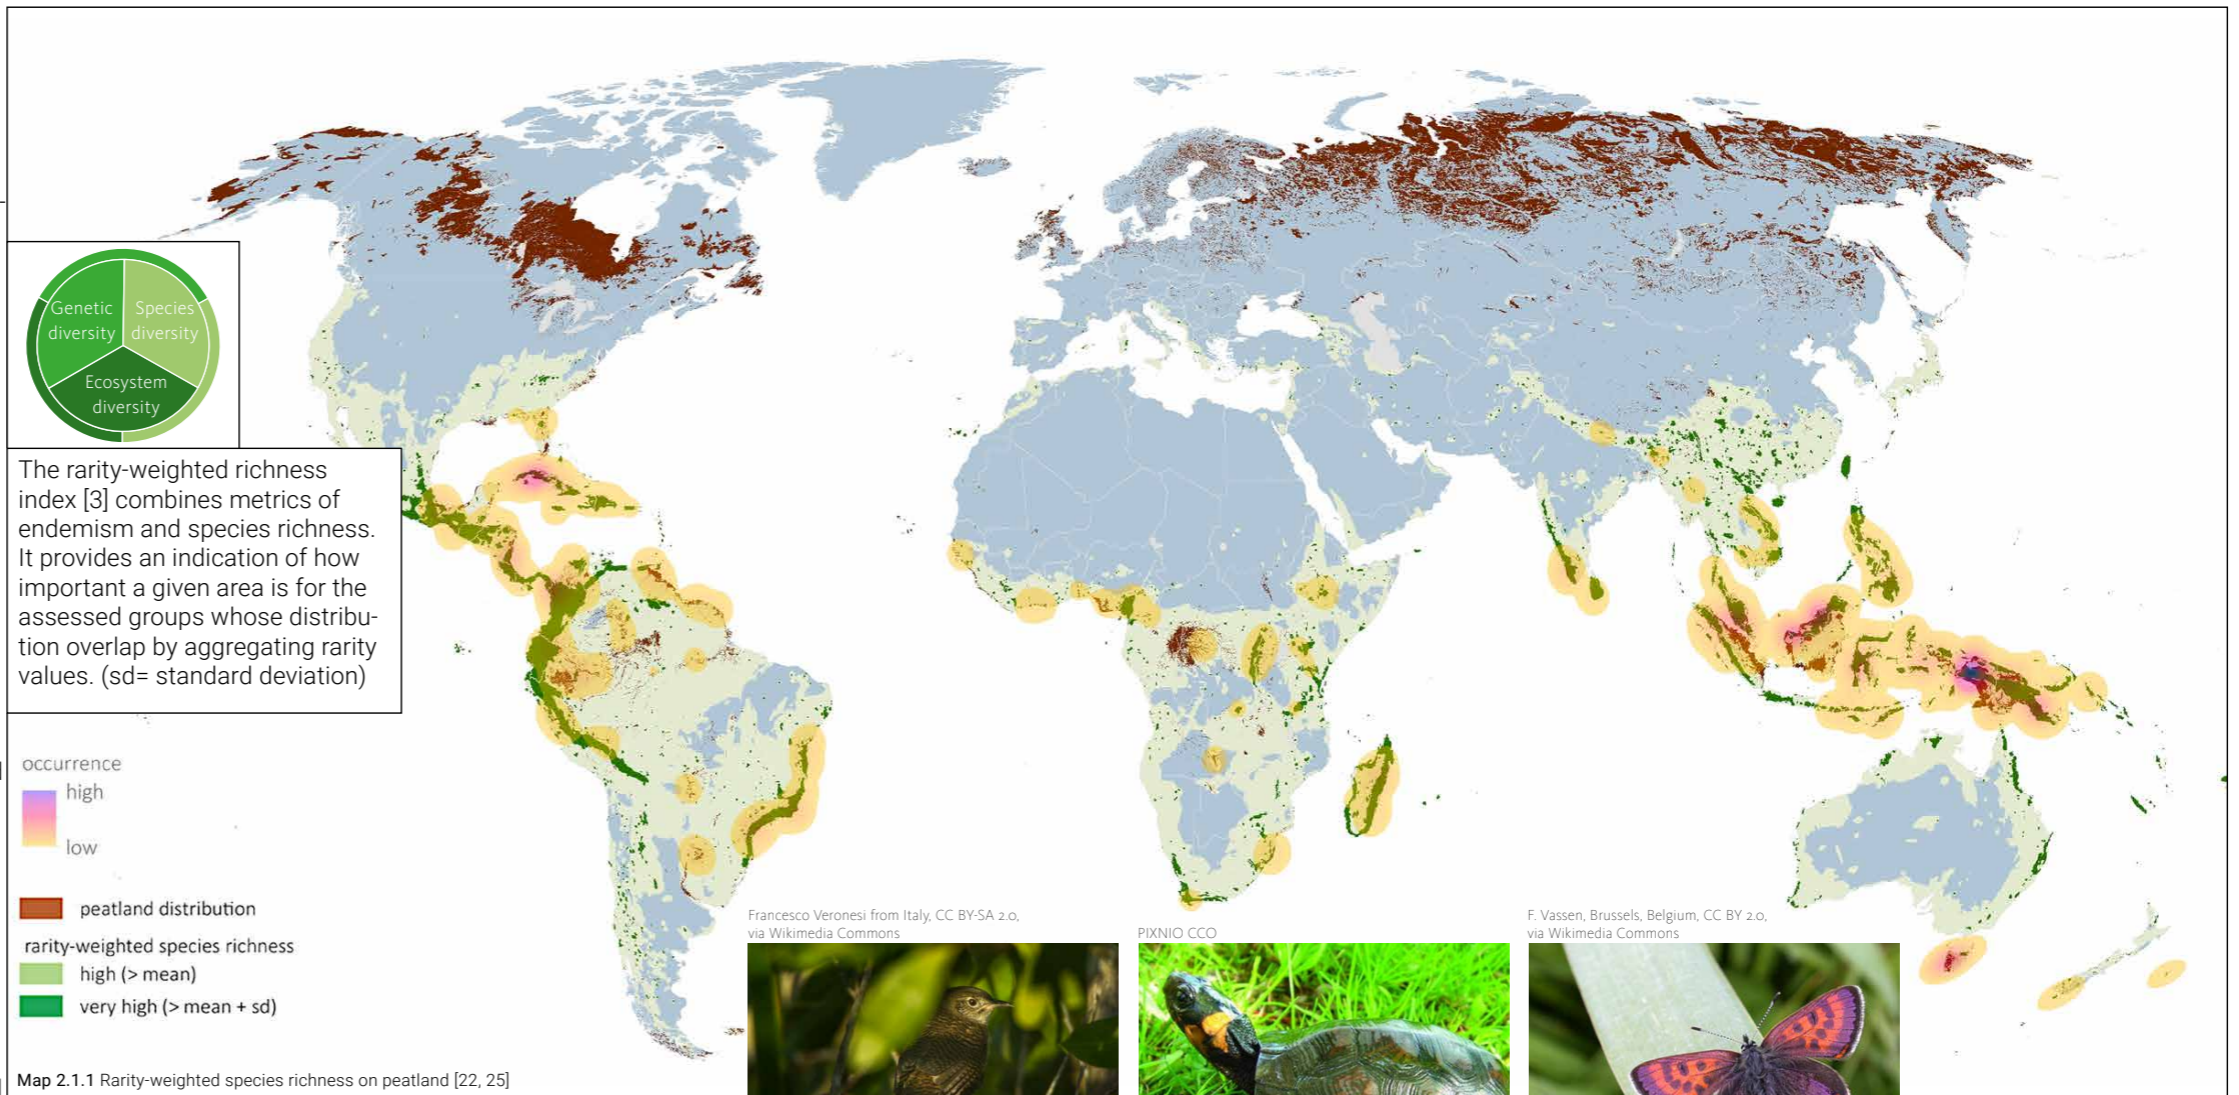 Genetic
diversity
Species
diversity
Ecosystem
diversity
The rarity-weighted richness
index [3] combines metrics of
endemism and species richness.
It provides an indication of how
important a given area is for the
assessed groups whose distribu-
tion overlap by aggregating rarity
values. (sd= standard deviation)
occurrence
high
low
peatland distribution
rarity-weighted species richness
high (> mean)
very high (> mean + sd)
Map 2.1.1 Rarity-weighted species richness on peatland [22, 25]
Francesco Veronesi from Italy, CC BY-SA 2.0,
via Wikimedia Commons
PIXNIO CCO
F. Vassen, Brussels, Belgium, CC BY 2.0,
via Wikimedia Commons